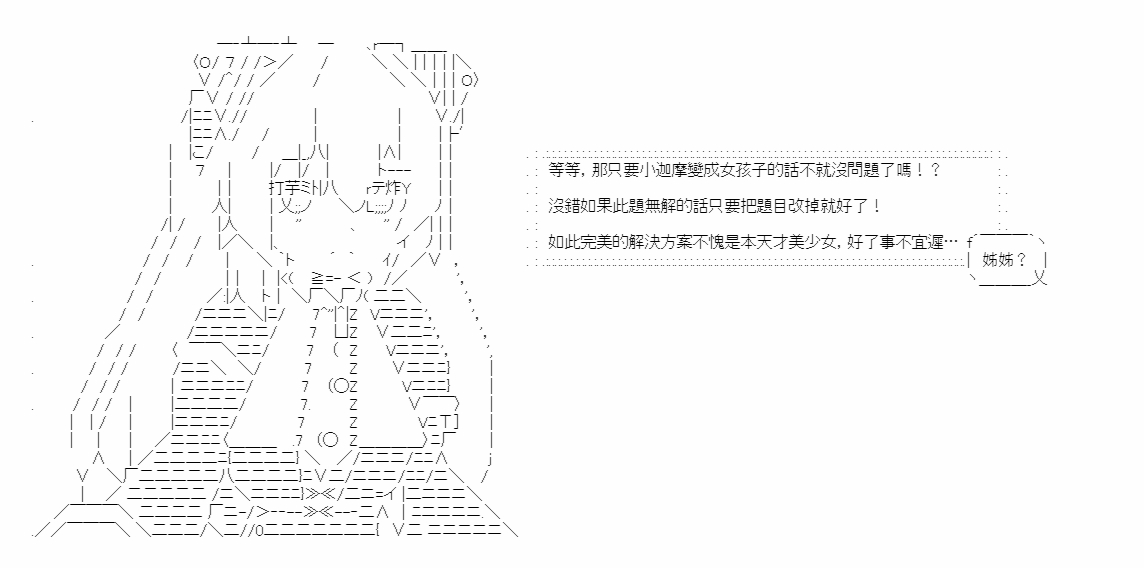 等等，那只要小迦摩變成女孩子的話不就沒問題了嗎！？
沒錯如果此題無解的話只要把題目改掉就好了！
如此完美的解決方案不愧是本天才美少女，好了事不宜遲…
姊姊？